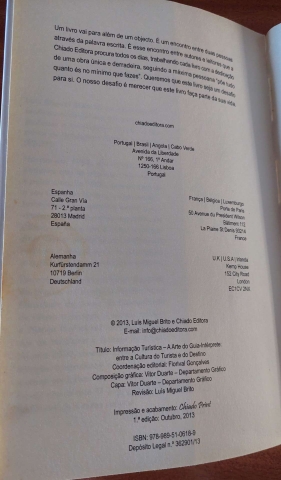 Um livro vai para além de um objecto. É um encontro entre duas pessoas
através da palavra escrita. É esse encontro entre autores e leitores que a
Chiado Editora procura todos os dias, trabalhando cada livro com a dedicação
de uma obra única e derradeira, seguindo a máxima pessoana "põe tudo
quanto és no mínimo que fazes". Queremos que este livro seja um desafio
para si. O nosso desafio é merecer que este livro faça parte da sua vida.
chiadoeditora.com
Portugal | Brasil | Angola | Cabo Verde
Avenida da Liberdade
Nº 166, 1º Andar
1250-166 Lisboa
Portugal
Espanha
Calle Gran Vía
71 - 2.ª planta
28013 Madrid
España
França | Bélgica | Luxemburgo
Porte de Paris
50 Avenue du President Wilson
Bâtiment 112
La Plaine St Denis 93214
France
Alemanha
Kurfürstendamm 21
10719 Berlin
Deutschland
U.K | U.S.A | Irlanda
Kemp House
152 City Road
London
EC1CV 2NX
© 2013, Luís Miguel Brito e Chiado Editora
E-mail: info@chiadoeditora.com
Título: Informação Turística – A Arte do Guia-Intérprete:
entre a Cultura do Turista e do Destino
Coordenação editorial: Florival Gonçalves
Composição gráfica: Vitor Duarte – Departamento Gráfico
Capa: Vitor Duarte – Departamento Gráfico
Revisão: Luís Miguel Brito
Impressão e acabamento: Chiado Print
1.ª edição: Outubro, 2013
ISBN: 978-989-51-0618-9
Depósito Legal n.º 362901/13